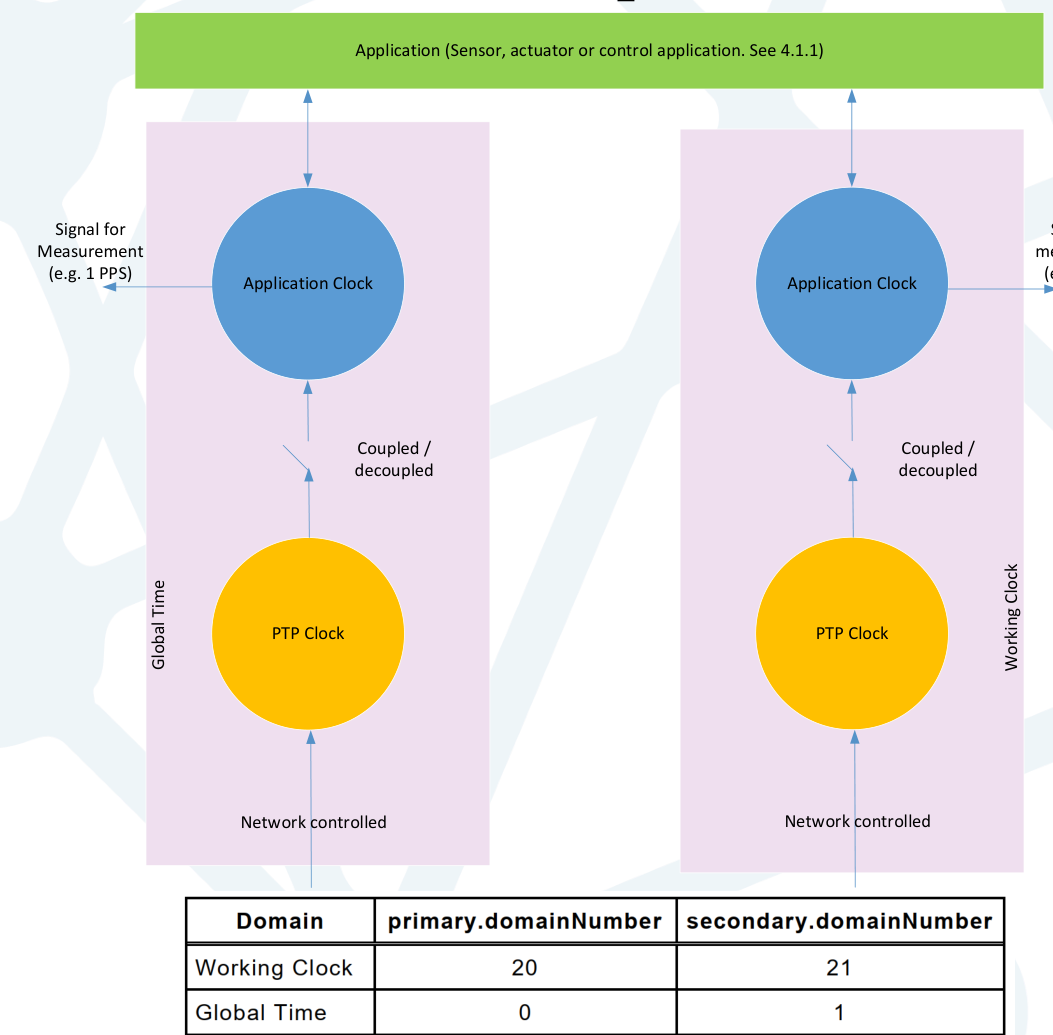 Application (Sensor, actuator or control application. See 4.1.1)
Signal for
Measurement
(e.g. 1 PPS)
Application Clock
Application Clock
me
(e
Coupled /
decoupled
Coupled /
decoupled
Global Time
PTP Clock
PTP Clock
Working Clock
Network controlled
Network controlled
Domain primary.domainNumber secondary.domainNumber
Working Clock 20 21
Global Time 0 1